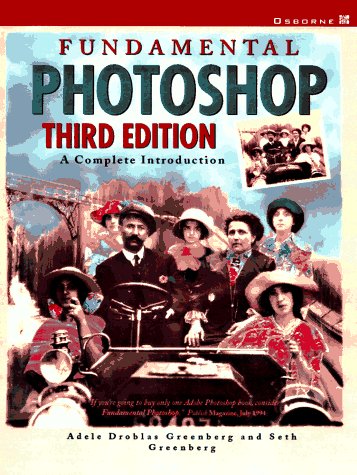 OSBORNE
FUNDAMENTAL
PHOTOSHOP
THIRD EDITION
A Complete Introduction
"If you're going to buy only one Adobe Photoshop book, consider
Fundamental Photoshop." Publish Magazine, July 1994
Adele Droblas Greenberg and Seth
Greenberg